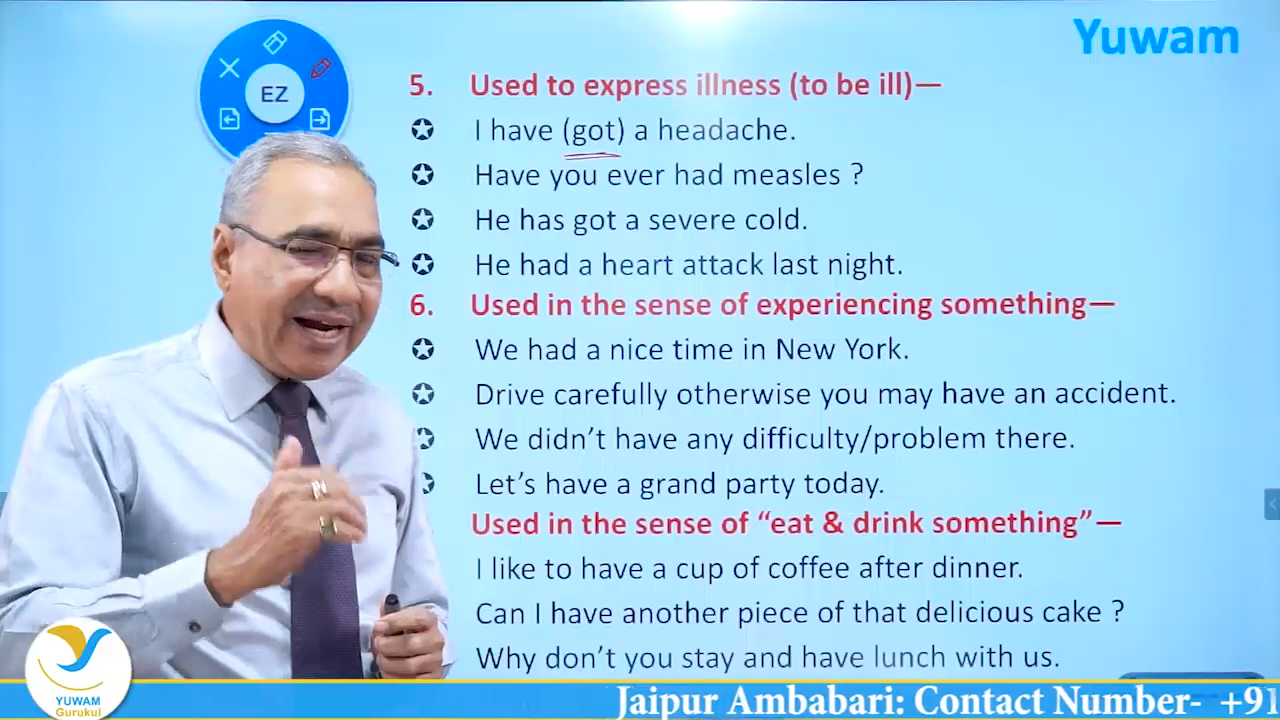 Yuwam
EZ
5. Used to express illness (to be ill)—
I have (got) a headache.
Have you ever had measles ?
He has got a severe cold.
He had a heart attack last night.
6. Used in the sense of experiencing something—
We had a nice time in New York.
Drive carefully otherwise you may have an accident.
We didn’t have any difficulty/problem there.
Let’s have a grand party today.
Used in the sense of “eat & drink something”—
I like to have a cup of coffee after dinner.
Can I have another piece of that delicious cake ?
Why don’t you stay and have lunch with us.
YUWAM
Gurukul
Jaipur Ambabari: Contact Number- +91